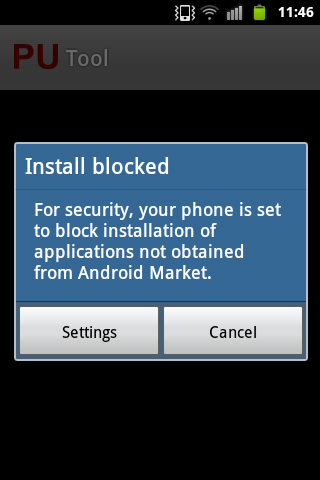 11:46
PU Tool
Install blocked
For security, your phone is set
to block installation of
applications not obtained
from Android Market.
Settings
Cancel